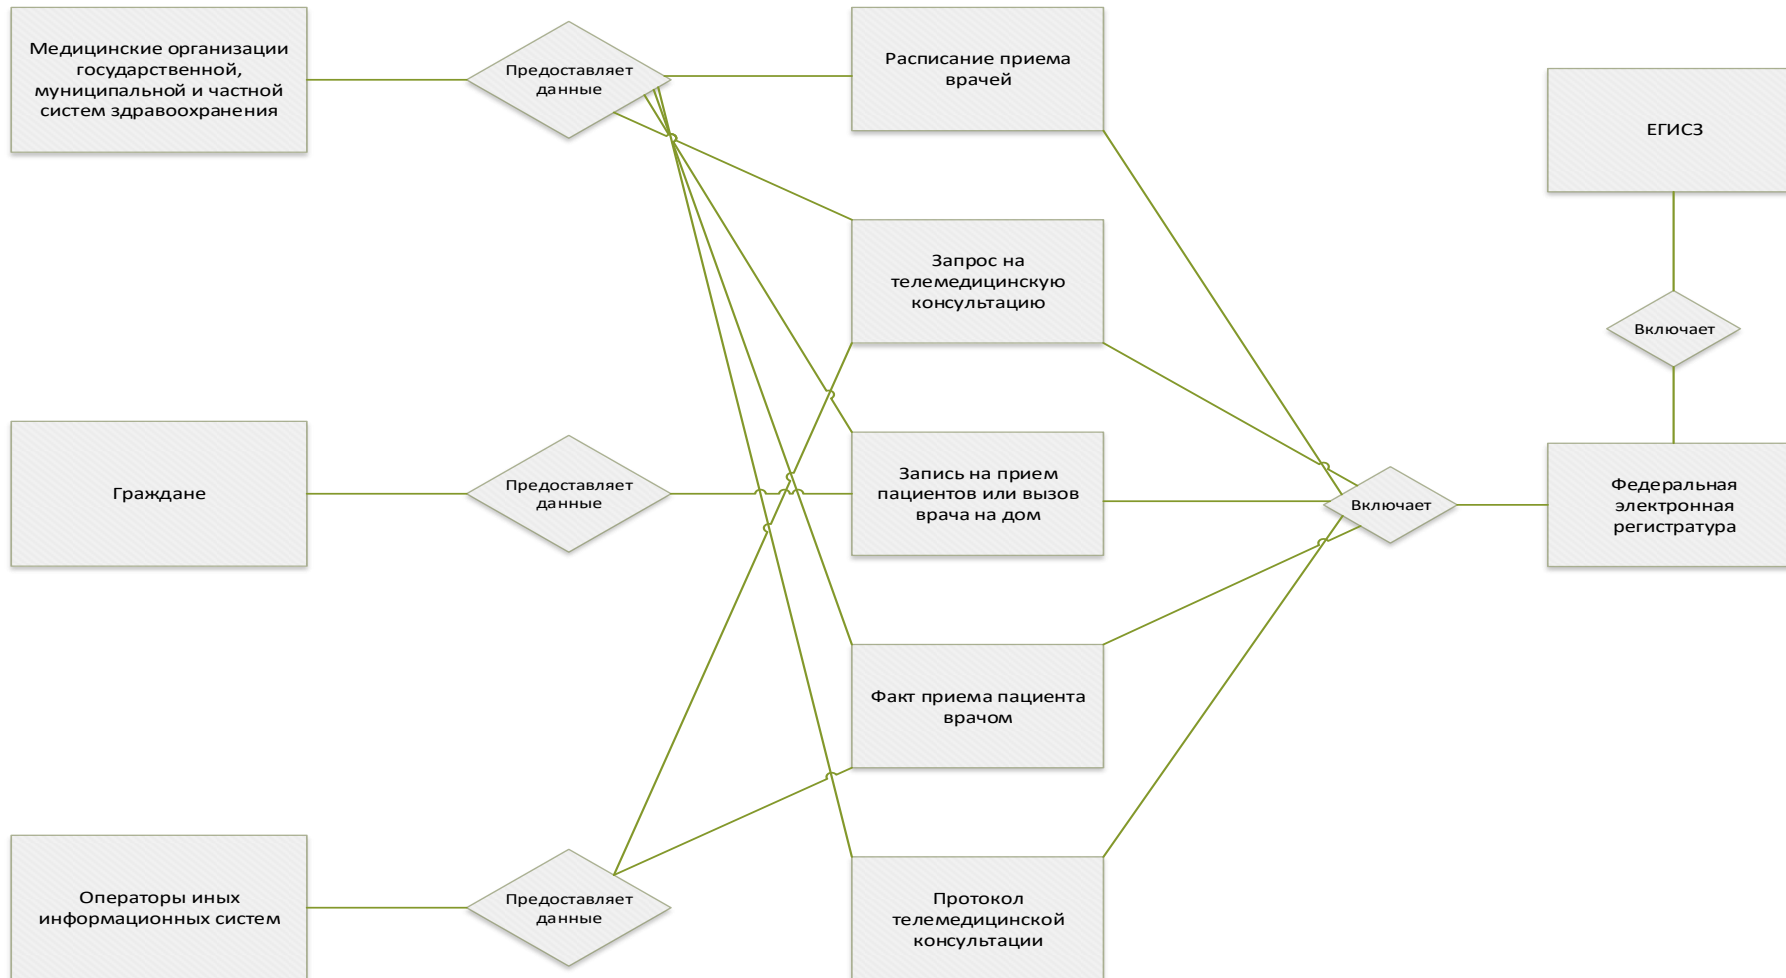 Медицинские организации
государственной,
муниципальной и частной
систем здравоохранения
Предоставляет
данные
Расписание приема
врачей
ЕГИСЗ
Запрос на
телемедицинскую
консультацию
Включает
Граждане
Предоставляет
данные
Запись на прием
пациентов или вызов
врача на дом
Включает
Федеральная
электронная
регистратура
Факт приема пациента
врачом
Операторы иных
информационных систем
Предоставляет
данные
Протокол
телемедицинской
консультации